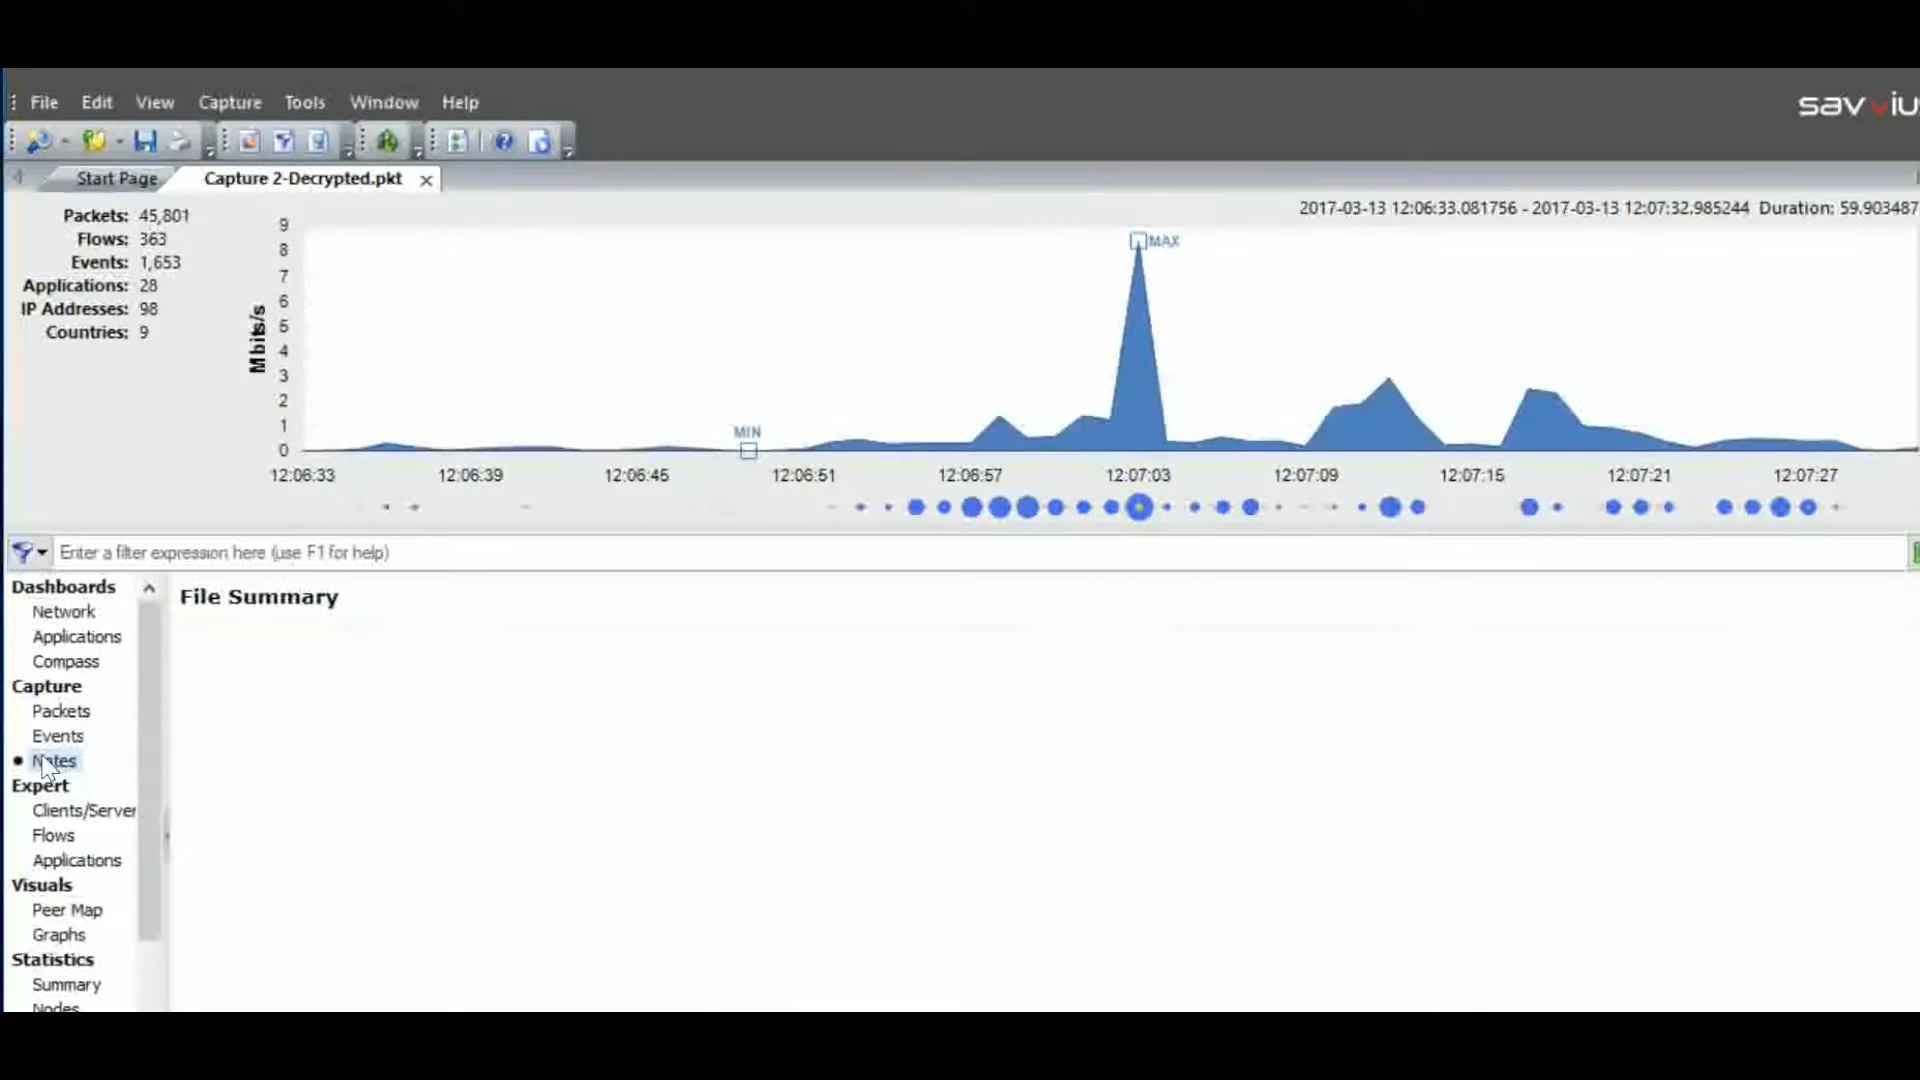 File Edit View Capture Tools Window Help
savvius
Start Page Capture 2-Decrypted.pkt
Packets: 45,801
Flows: 363
Events: 1,653
Applications: 28
IP Addresses: 98
Countries: 9
2017-03-13 12:06:33.081756 - 2017-03-13 12:07:32.985244 Duration: 59.903487
Mbits/s
9
8
7
6
5
4
3
2
1
0
MAX
MIN
12:06:33 12:06:39 12:06:45 12:06:51 12:06:57 12:07:03 12:07:09 12:07:15 12:07:21 12:07:27
Enter a filter expression here (use F1 for help)
Dashboards
Network
Applications
Compass
Capture
Packets
Events
Notes
Expert
Clients/Server
Flows
Applications
Visuals
Peer Map
Graphs
Statistics
Summary
Nodes
File Summary